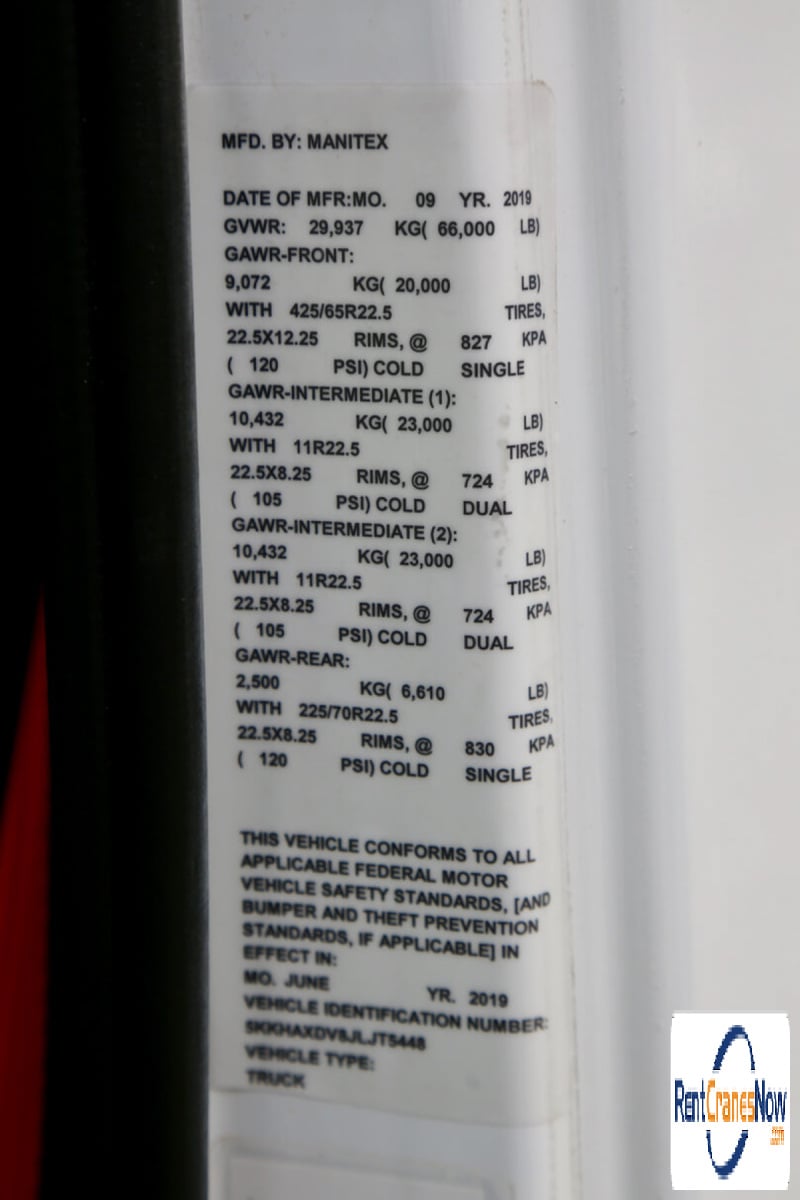 MFD. BY: MANITEX
DATE OF MFR:MO. 09 YR. 2019
GVWR: 29,937 KG( 66,000 LB)
GAWR-FRONT:
9,072 KG( 20,000 LB)
WITH 425/65R22.5 TIRES,
22.5X12.25 RIMS, @ 827 KPA
( 120 PSI) COLD SINGLE
GAWR-INTERMEDIATE (1):
10,432 KG( 23,000 LB)
WITH 11R22.5 TIRES,
22.5X8.25 RIMS, @ 724 KPA
( 105 PSI) COLD DUAL
GAWR-INTERMEDIATE (2):
10,432 KG( 23,000 LB)
WITH 11R22.5 TIRES,
22.5X8.25 RIMS, @ 724 KPA
( 105 PSI) COLD DUAL
GAWR-REAR:
2,500 KG( 6,610 LB)
WITH 225/70R22.5 TIRES,
22.5X8.25 RIMS, @ 830 KPA
( 120 PSI) COLD SINGLE
THIS VEHICLE CONFORMS TO ALL
APPLICABLE FEDERAL MOTOR
VEHICLE SAFETY STANDARDS, [AND
BUMPER AND THEFT PREVENTION
STANDARDS, IF APPLICABLE] IN
EFFECT IN:
MO. JUNE YR. 2019
VEHICLE IDENTIFICATION NUMBER:
VEHICLE TYPE:
TRUCK
RentCranesNow
.com